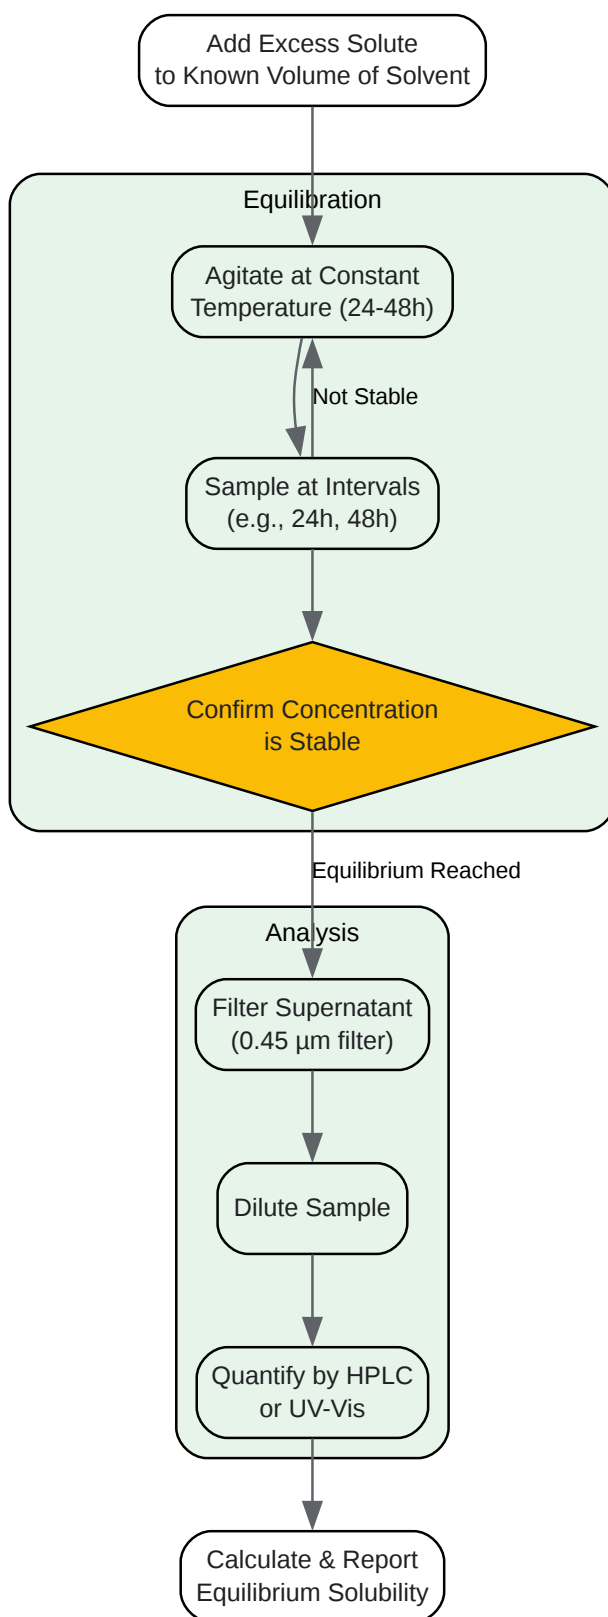 Add Excess Solute
to Known Volume of Solvent
Equilibration
Agitate at Constant
Temperature (24-48h)
Not Stable
Sample at Intervals
(e.g., 24h, 48h)
Confirm Concentration
is Stable
Equilibrium Reached
Analysis
Filter Supernatant
(0.45 µm filter)
Dilute Sample
Quantify by HPLC
or UV-Vis
Calculate & Report
Equilibrium Solubility